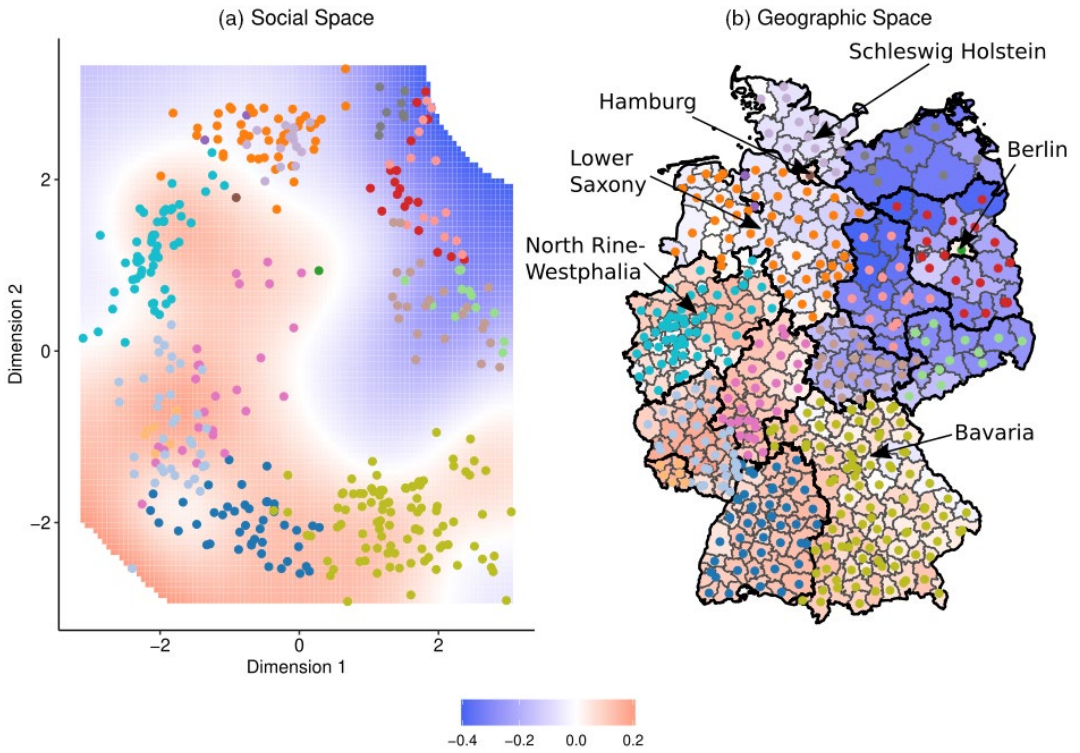 (a) Social Space
(b) Geographic Space
Schleswig Holstein
Hamburg
Lower
Saxony
Berlin
North Rine-
Westphalia
Bavaria
Dimension 2
2
0
−2
−2
0
2
Dimension 1
−0.4
−0.2
0.0
0.2